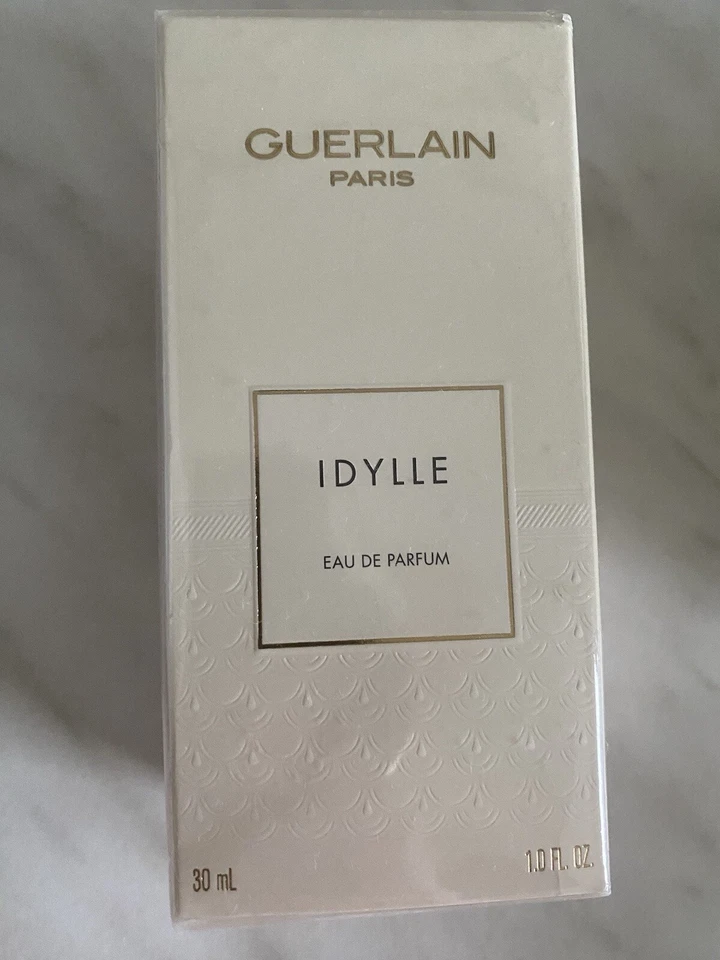 GUERLAIN
PARIS
IDYLLE
EAU DE PARFUM
30 mL
1.0 FL. OZ.